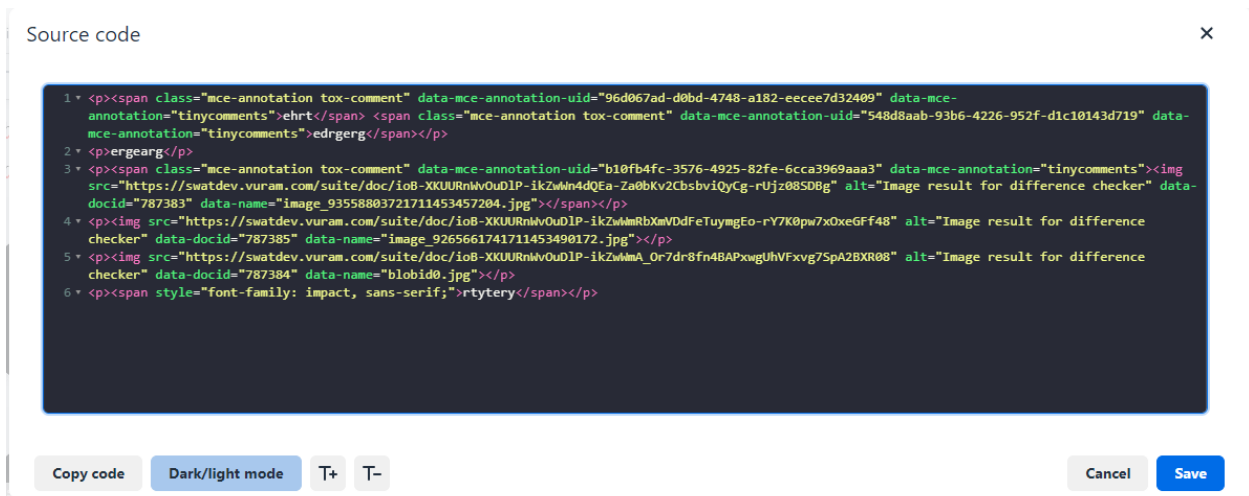 Source code
1 <p><span class="mce-annotation tox-comment" data-mce-annotation-uid="96d067ad-d0bd-4748-a182-eecee7d32409" data-mce-
annotation="tinycomments">ehrt</span> <span class="mce-annotation tox-comment" data-mce-annotation-uid="548d8aab-93b6-4226-952f-d1c10143d719" data-
mce-annotation="tinycomments">edrgerg</span></p>
2 <p>ergearg</p>
3 <p><span class="mce-annotation tox-comment" data-mce-annotation-uid="b10fb4fc-3576-4925-82fe-6cca3969aaa3" data-mce-annotation="tinycomments"><img
src="https://swatdev.vuram.com/suite/doc/ioB-XKUURnWvOuDlP-ikZwWn4dQEa-Za0bKv2CbsbviQyCg-rUjz08SDBg" alt="Image result for difference checker" data-
docid="787383" data-name="image_93558803721711453457204.jpg"></span></p>
4 <p><img src="https://swatdev.vuram.com/suite/doc/ioB-XKUURnWvOuDlP-ikZwWmRbXmVDdFeTuymgEo-rY7K0pw7xOxeGFf48" alt="Image result for difference
checker" data-docid="787385" data-name="image_9265661741711453490172.jpg"></p>
5 <p><img src="https://swatdev.vuram.com/suite/doc/ioB-XKUURnWvOuDlP-ikZwWmA_Or7dr8fn4BAPxwgUhVFxvg7SpA2BXR08" alt="Image result for difference
checker" data-docid="787384" data-name="blobid0.jpg"></p>
6 <p><span style="font-family: impact, sans-serif;">rtytery</span></p>
Copy code Dark/light mode T+ T− Cancel Save